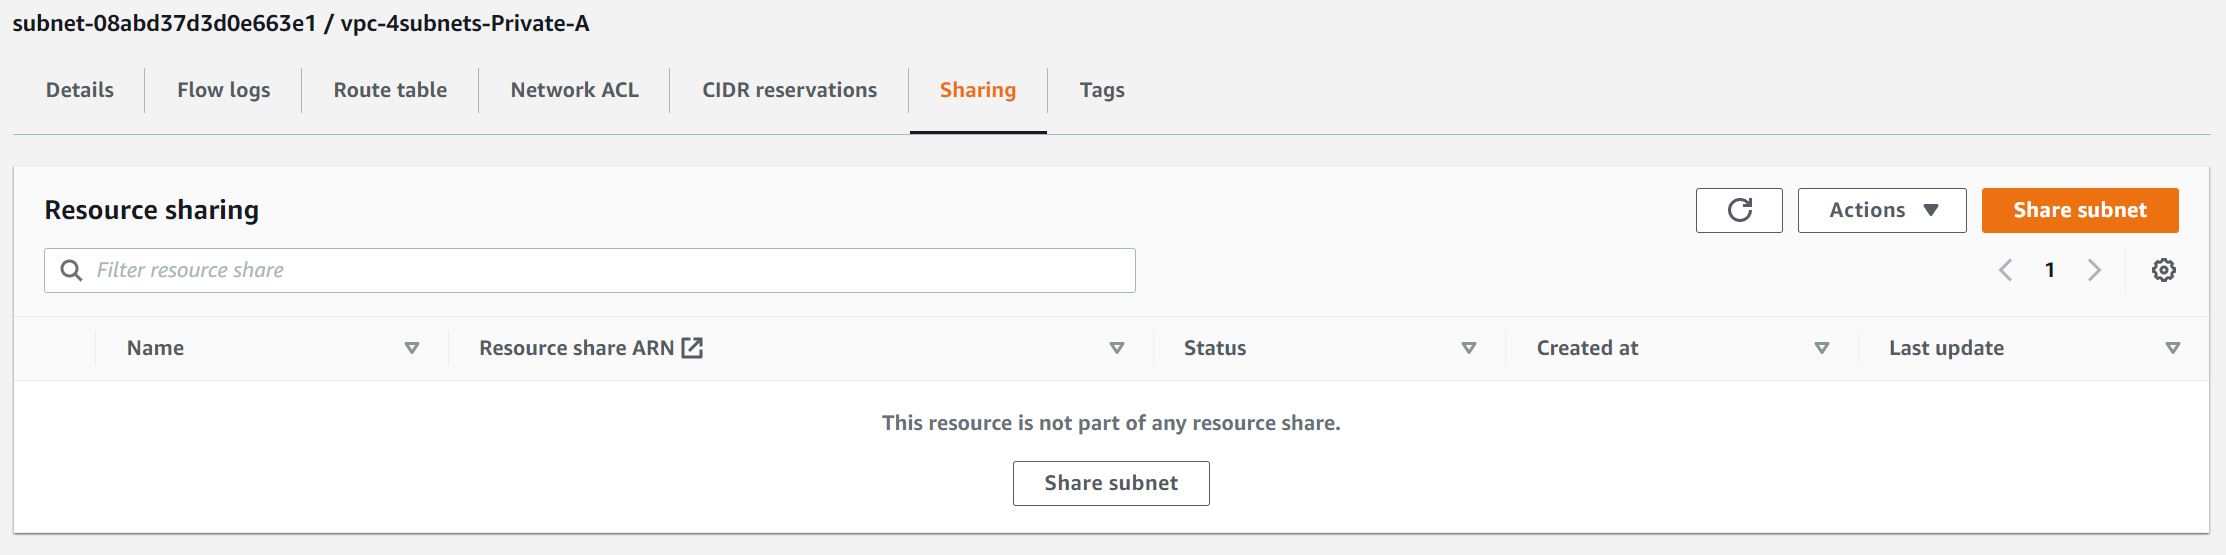 subnet-08abd37d3d0e663e1 / vpc-4subnets-Private-A
Details Flow logs Route table Network ACL CIDR reservations Sharing Tags
Resource sharing Actions Share subnet
Filter resource share 1
Name Resource share ARN Status Created at Last update
This resource is not part of any resource share.
Share subnet